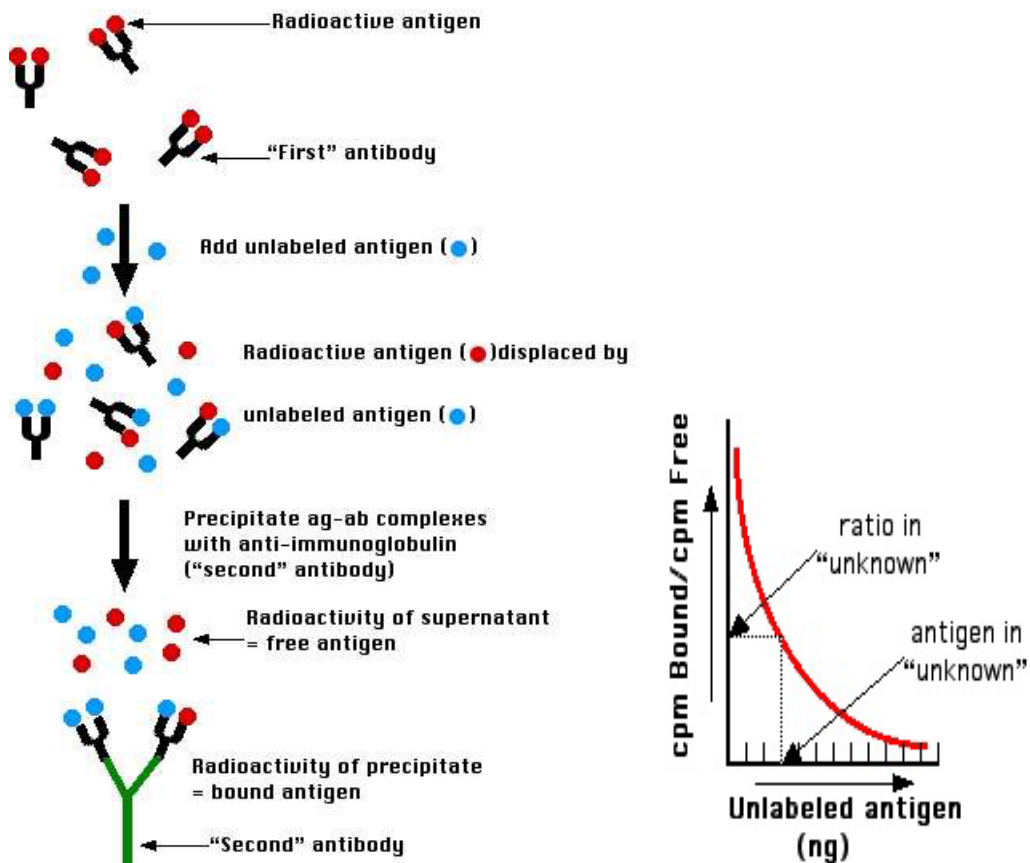 Radioactive antigen
“First” antibody
Add unlabeled antigen ( )
Radioactive antigen ( )displaced by
unlabeled antigen ( )
Precipitate ag-ab complexes
with anti-immunoglobulin
(“second” antibody)
Radioactivity of supernatant
= free antigen
Radioactivity of precipitate
= bound antigen
“Second” antibody
cpm Bound/cpm Free
ratio in
“unknown”
antigen in
“unknown”
Unlabeled antigen
(ng)